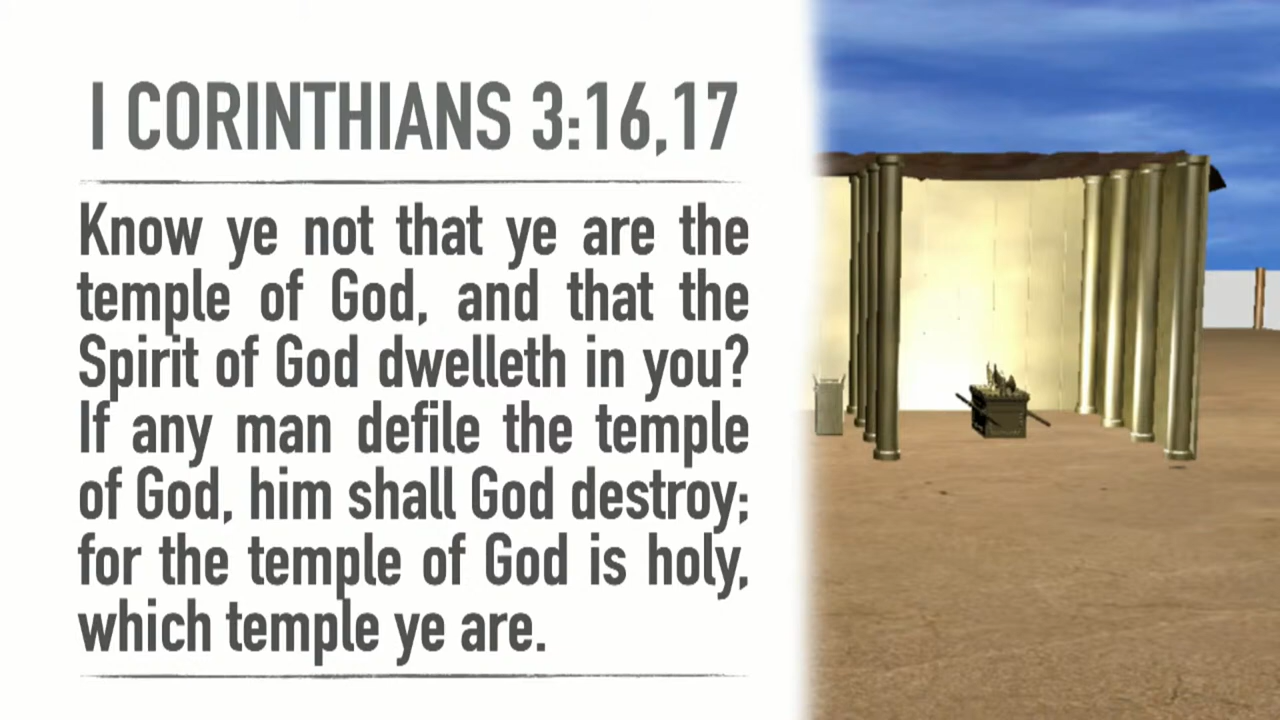 I CORINTHIANS 3:16,17
Know ye not that ye are the
temple of God, and that the
Spirit of God dwelleth in you?
If any man defile the temple
of God, him shall God destroy;
for the temple of God is holy,
which temple ye are.